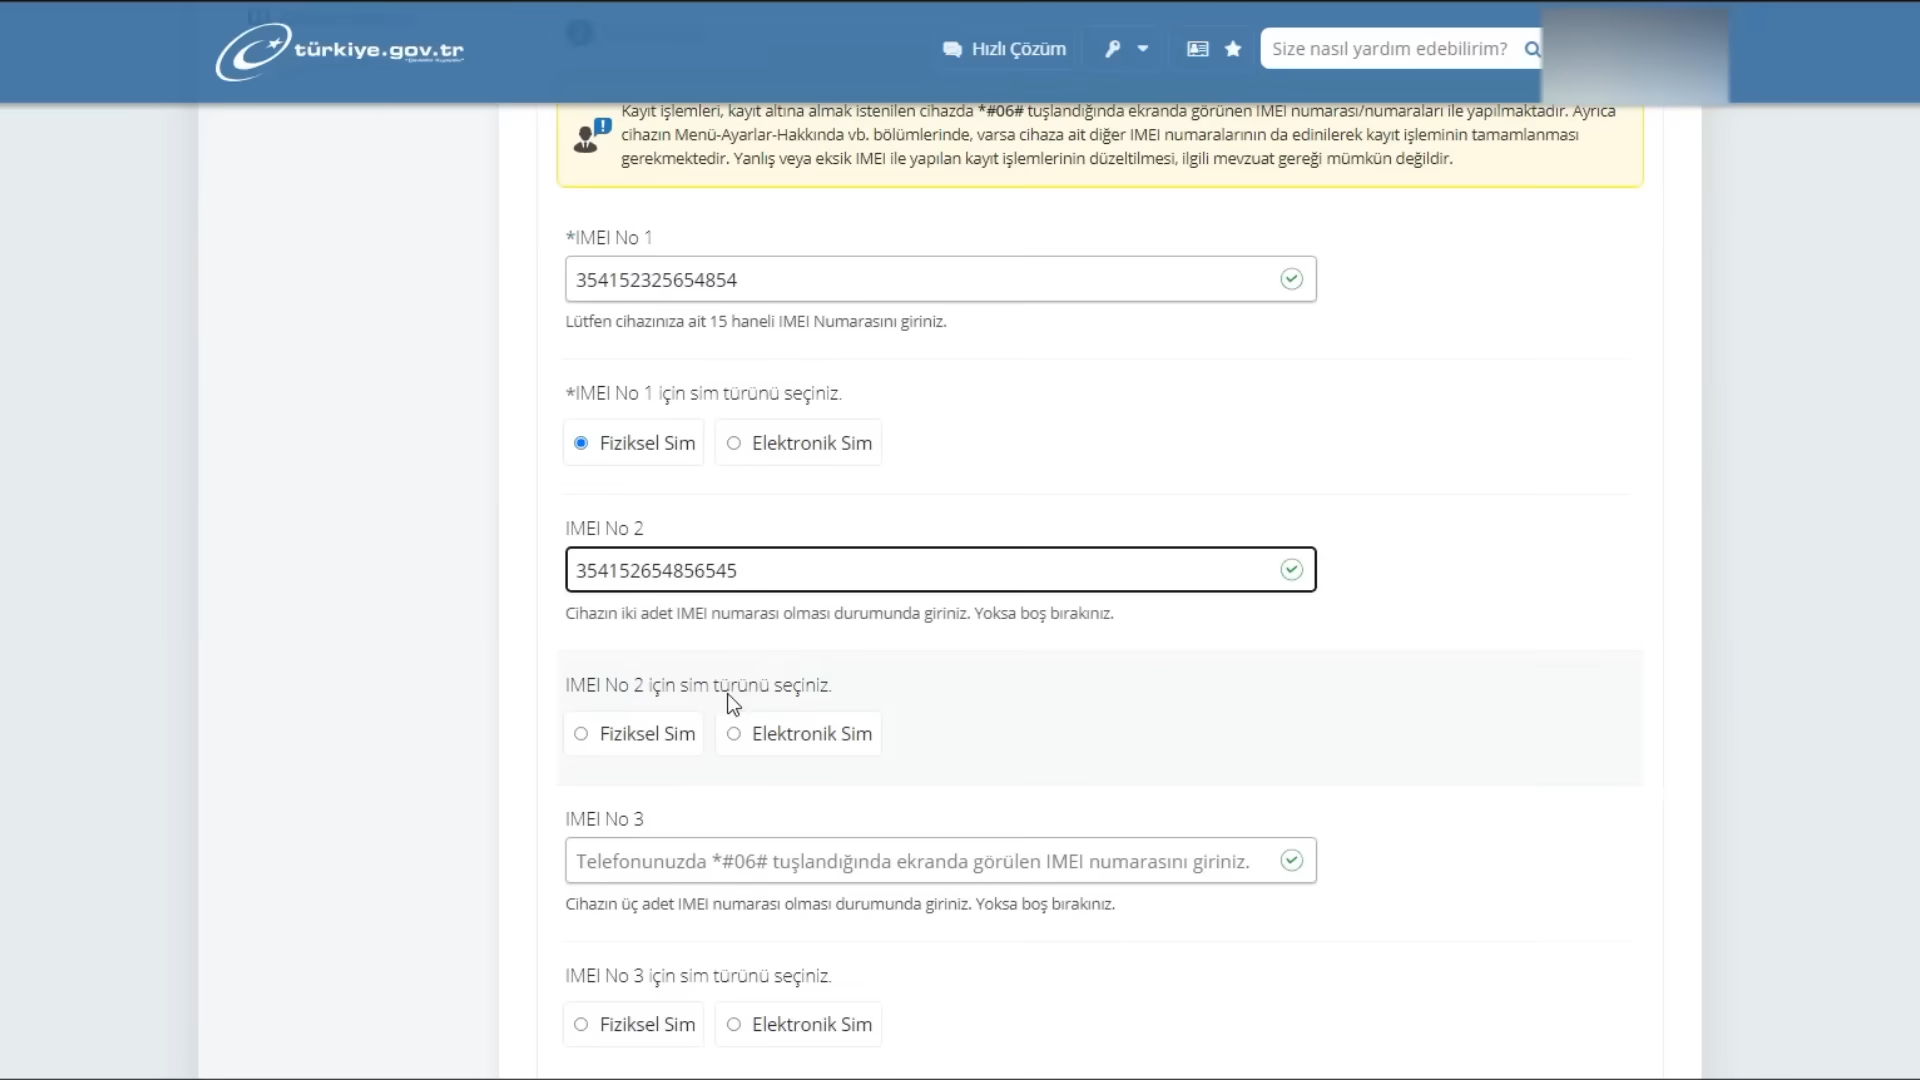 türkiye.gov.tr
Hızlı Çözüm
Size nasıl yardım edebilirim?
Kayıt işlemleri, kayıt altına almak istenilen cihazda *#06# tuşlandığında ekranda görünen IMEI numarası/numaraları ile yapılmaktadır. Ayrıca
cihazın Menü-Ayarlar-Hakkında vb. bölümlerinde, varsa cihaza ait diğer IMEI numaralarının da edinilerek kayıt işleminin tamamlanması
gerekmektedir. Yanlış veya eksik IMEI ile yapılan kayıt işlemlerinin düzeltilmesi, ilgili mevzuat gereği mümkün değildir.
*IMEI No 1
354152325654854
Lütfen cihazınıza ait 15 haneli IMEI Numarasını giriniz.
*IMEI No 1 için sim türünü seçiniz.
Fiziksel Sim Elektronik Sim
IMEI No 2
354152654856545
Cihazın iki adet IMEI numarası olması durumunda giriniz. Yoksa boş bırakınız.
IMEI No 2 için sim türünü seçiniz.
Fiziksel Sim Elektronik Sim
IMEI No 3
Telefonunuzda *#06# tuşlandığında ekranda görülen IMEI numarasını giriniz.
Cihazın üç adet IMEI numarası olması durumunda giriniz. Yoksa boş bırakınız.
IMEI No 3 için sim türünü seçiniz.
Fiziksel Sim Elektronik Sim